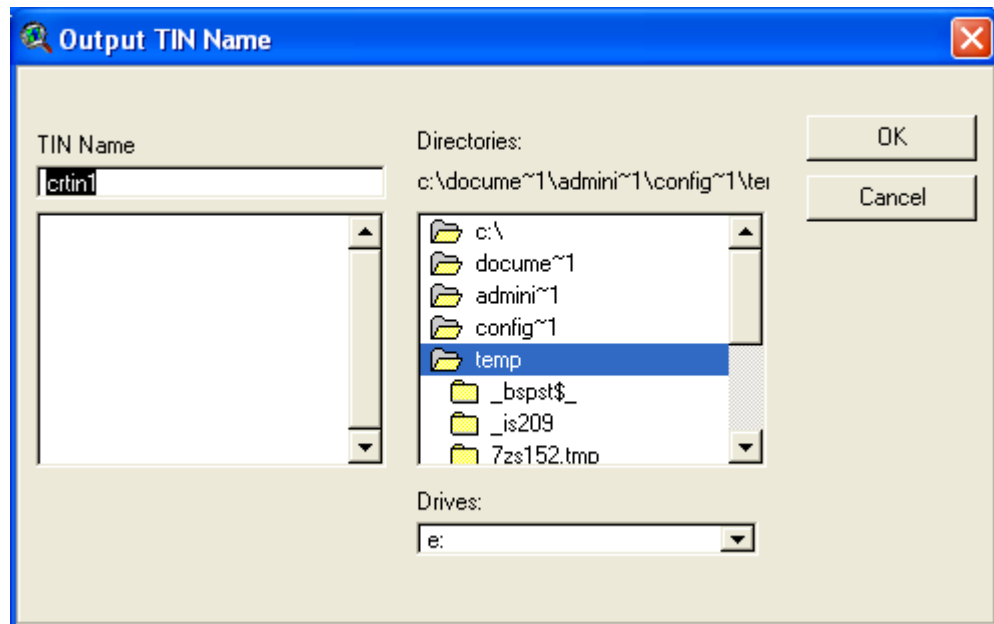 Output TIN Name
TIN Name
crtin1
Directories:
c:\docume~1\admini~1\config~1\ter
c:\
docume~1
admini~1
config~1
temp
_bspst$_
_is209
7zs152.tmp
Drives:
e:
OK
Cancel